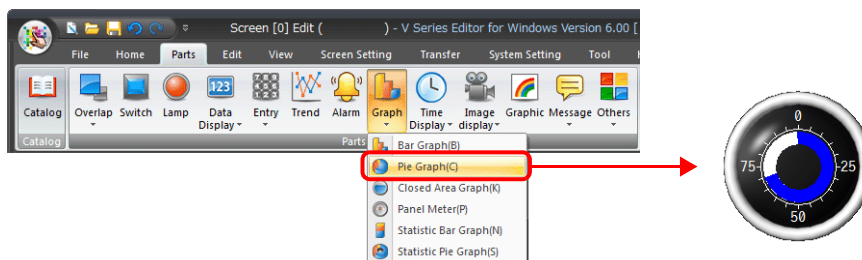 Screen [0] Edit ( ) - V Series Editor for Windows Version 6.00 [
File Home Parts Edit View Screen Setting Transfer System Setting Tool
123
Catalog Overlap Switch Lamp Data Display Entry Trend Alarm Graph Time Display Image display Graphic Message Others
Catalog Parts
Bar Graph(B)
Pie Graph(C)
Closed Area Graph(K)
Panel Meter(P)
Statistic Bar Graph(N)
Statistic Pie Graph(S)
0
75 25
50